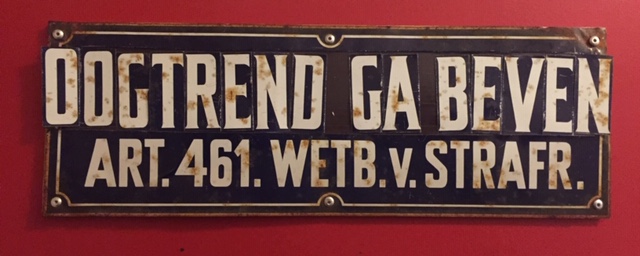 OOGTREND GA BEVEN
ART. 461. WETB. V. STRAFR.